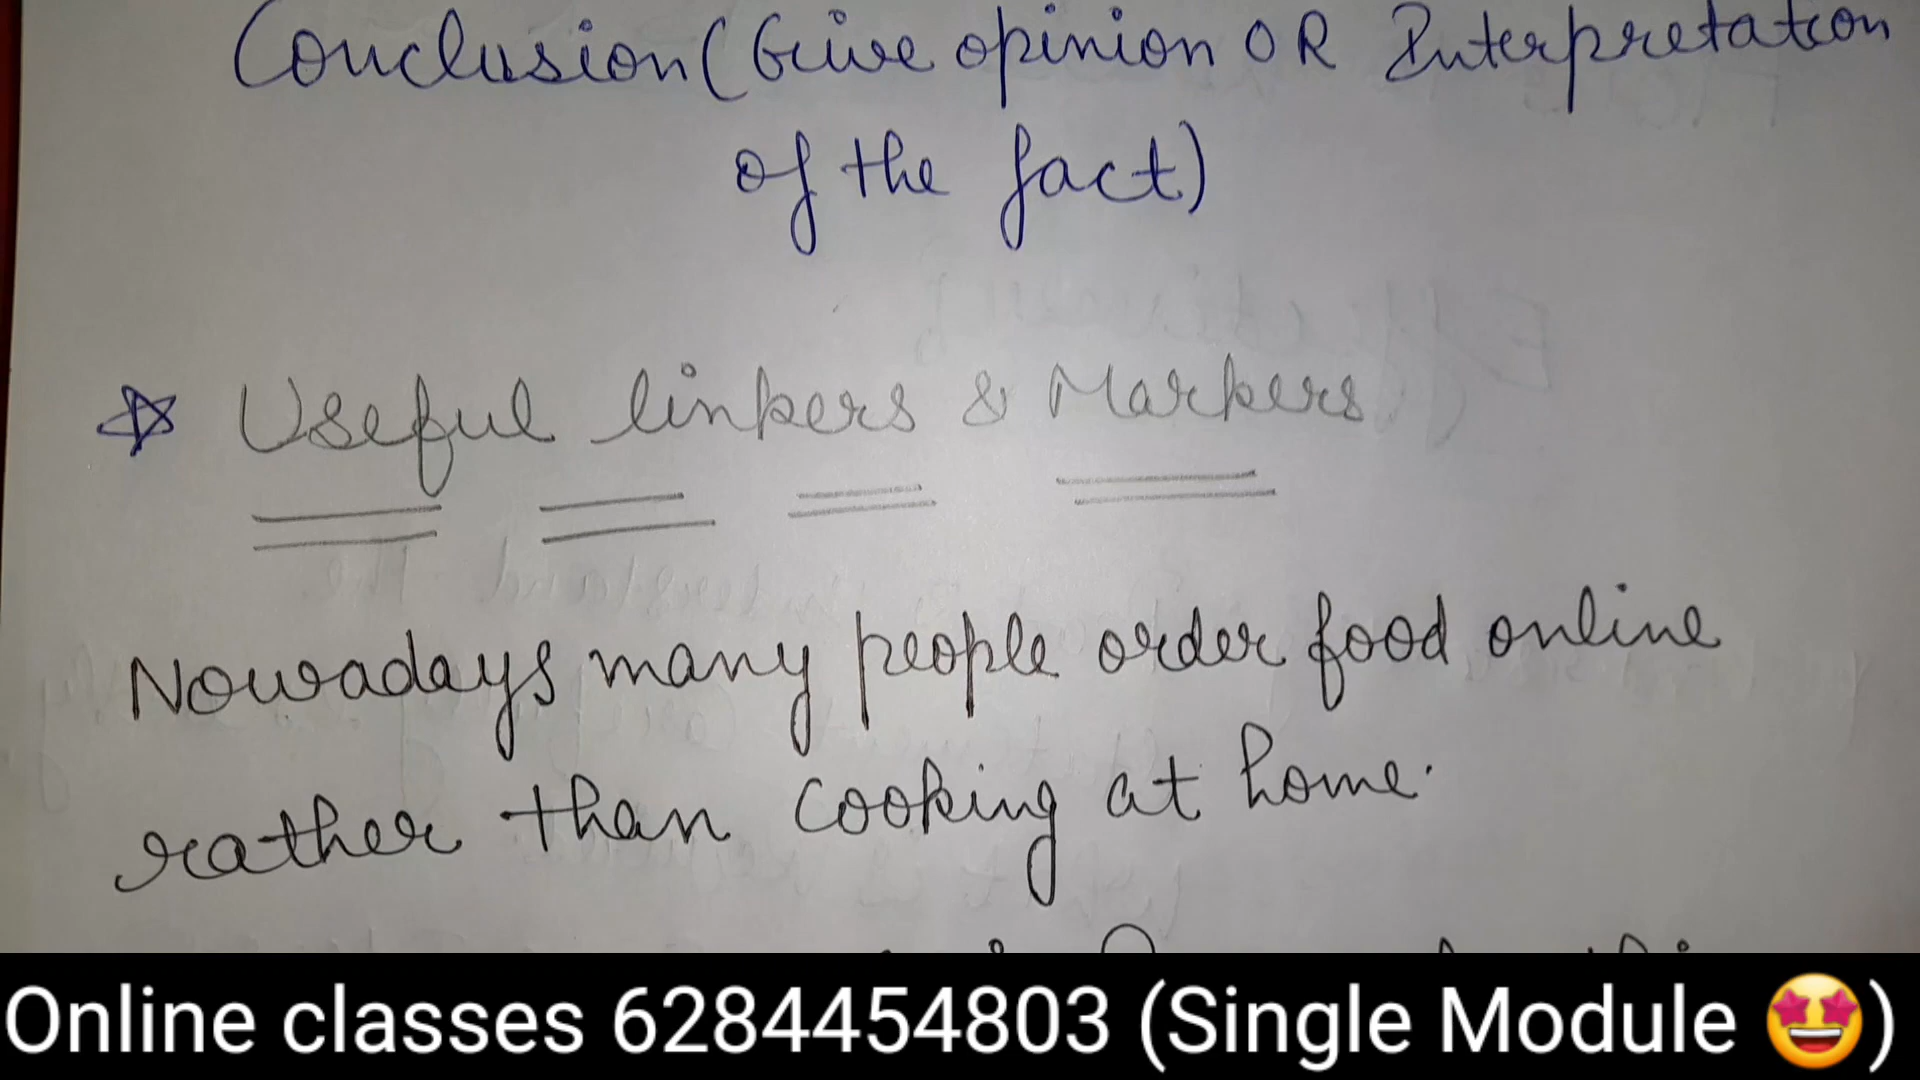 Conclusion (Give opinion OR Interpretation
of the fact)
☆ Useful linkers & Markers
Nowadays many people order food online
rather than cooking at home.
Online classes 6284454803 (Single Module 🤩)